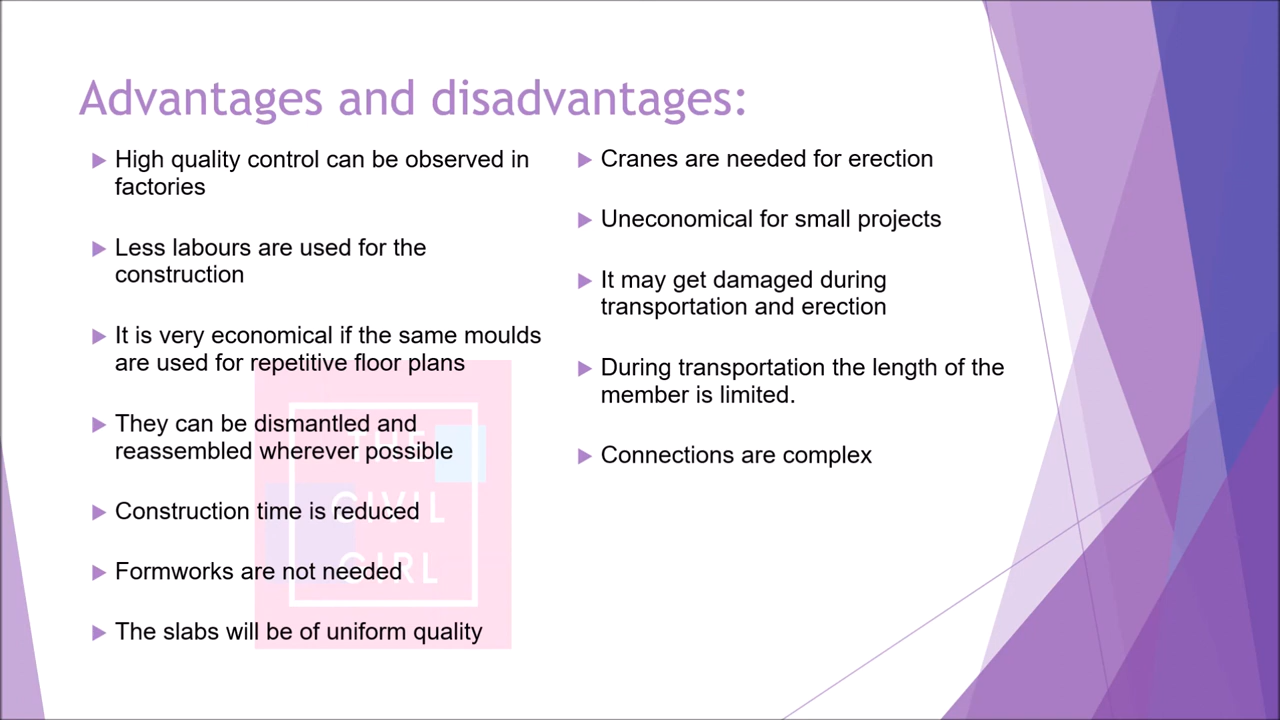 Advantages and disadvantages:
High quality control can be observed in
factories
Less labours are used for the
construction
It is very economical if the same moulds
are used for repetitive floor plans
They can be dismantled and
reassembled wherever possible
Construction time is reduced
Formworks are not needed
The slabs will be of uniform quality
Cranes are needed for erection
Uneconomical for small projects
It may get damaged during
transportation and erection
During transportation the length of the
member is limited.
Connections are complex
THE
CIVIL
GIRL